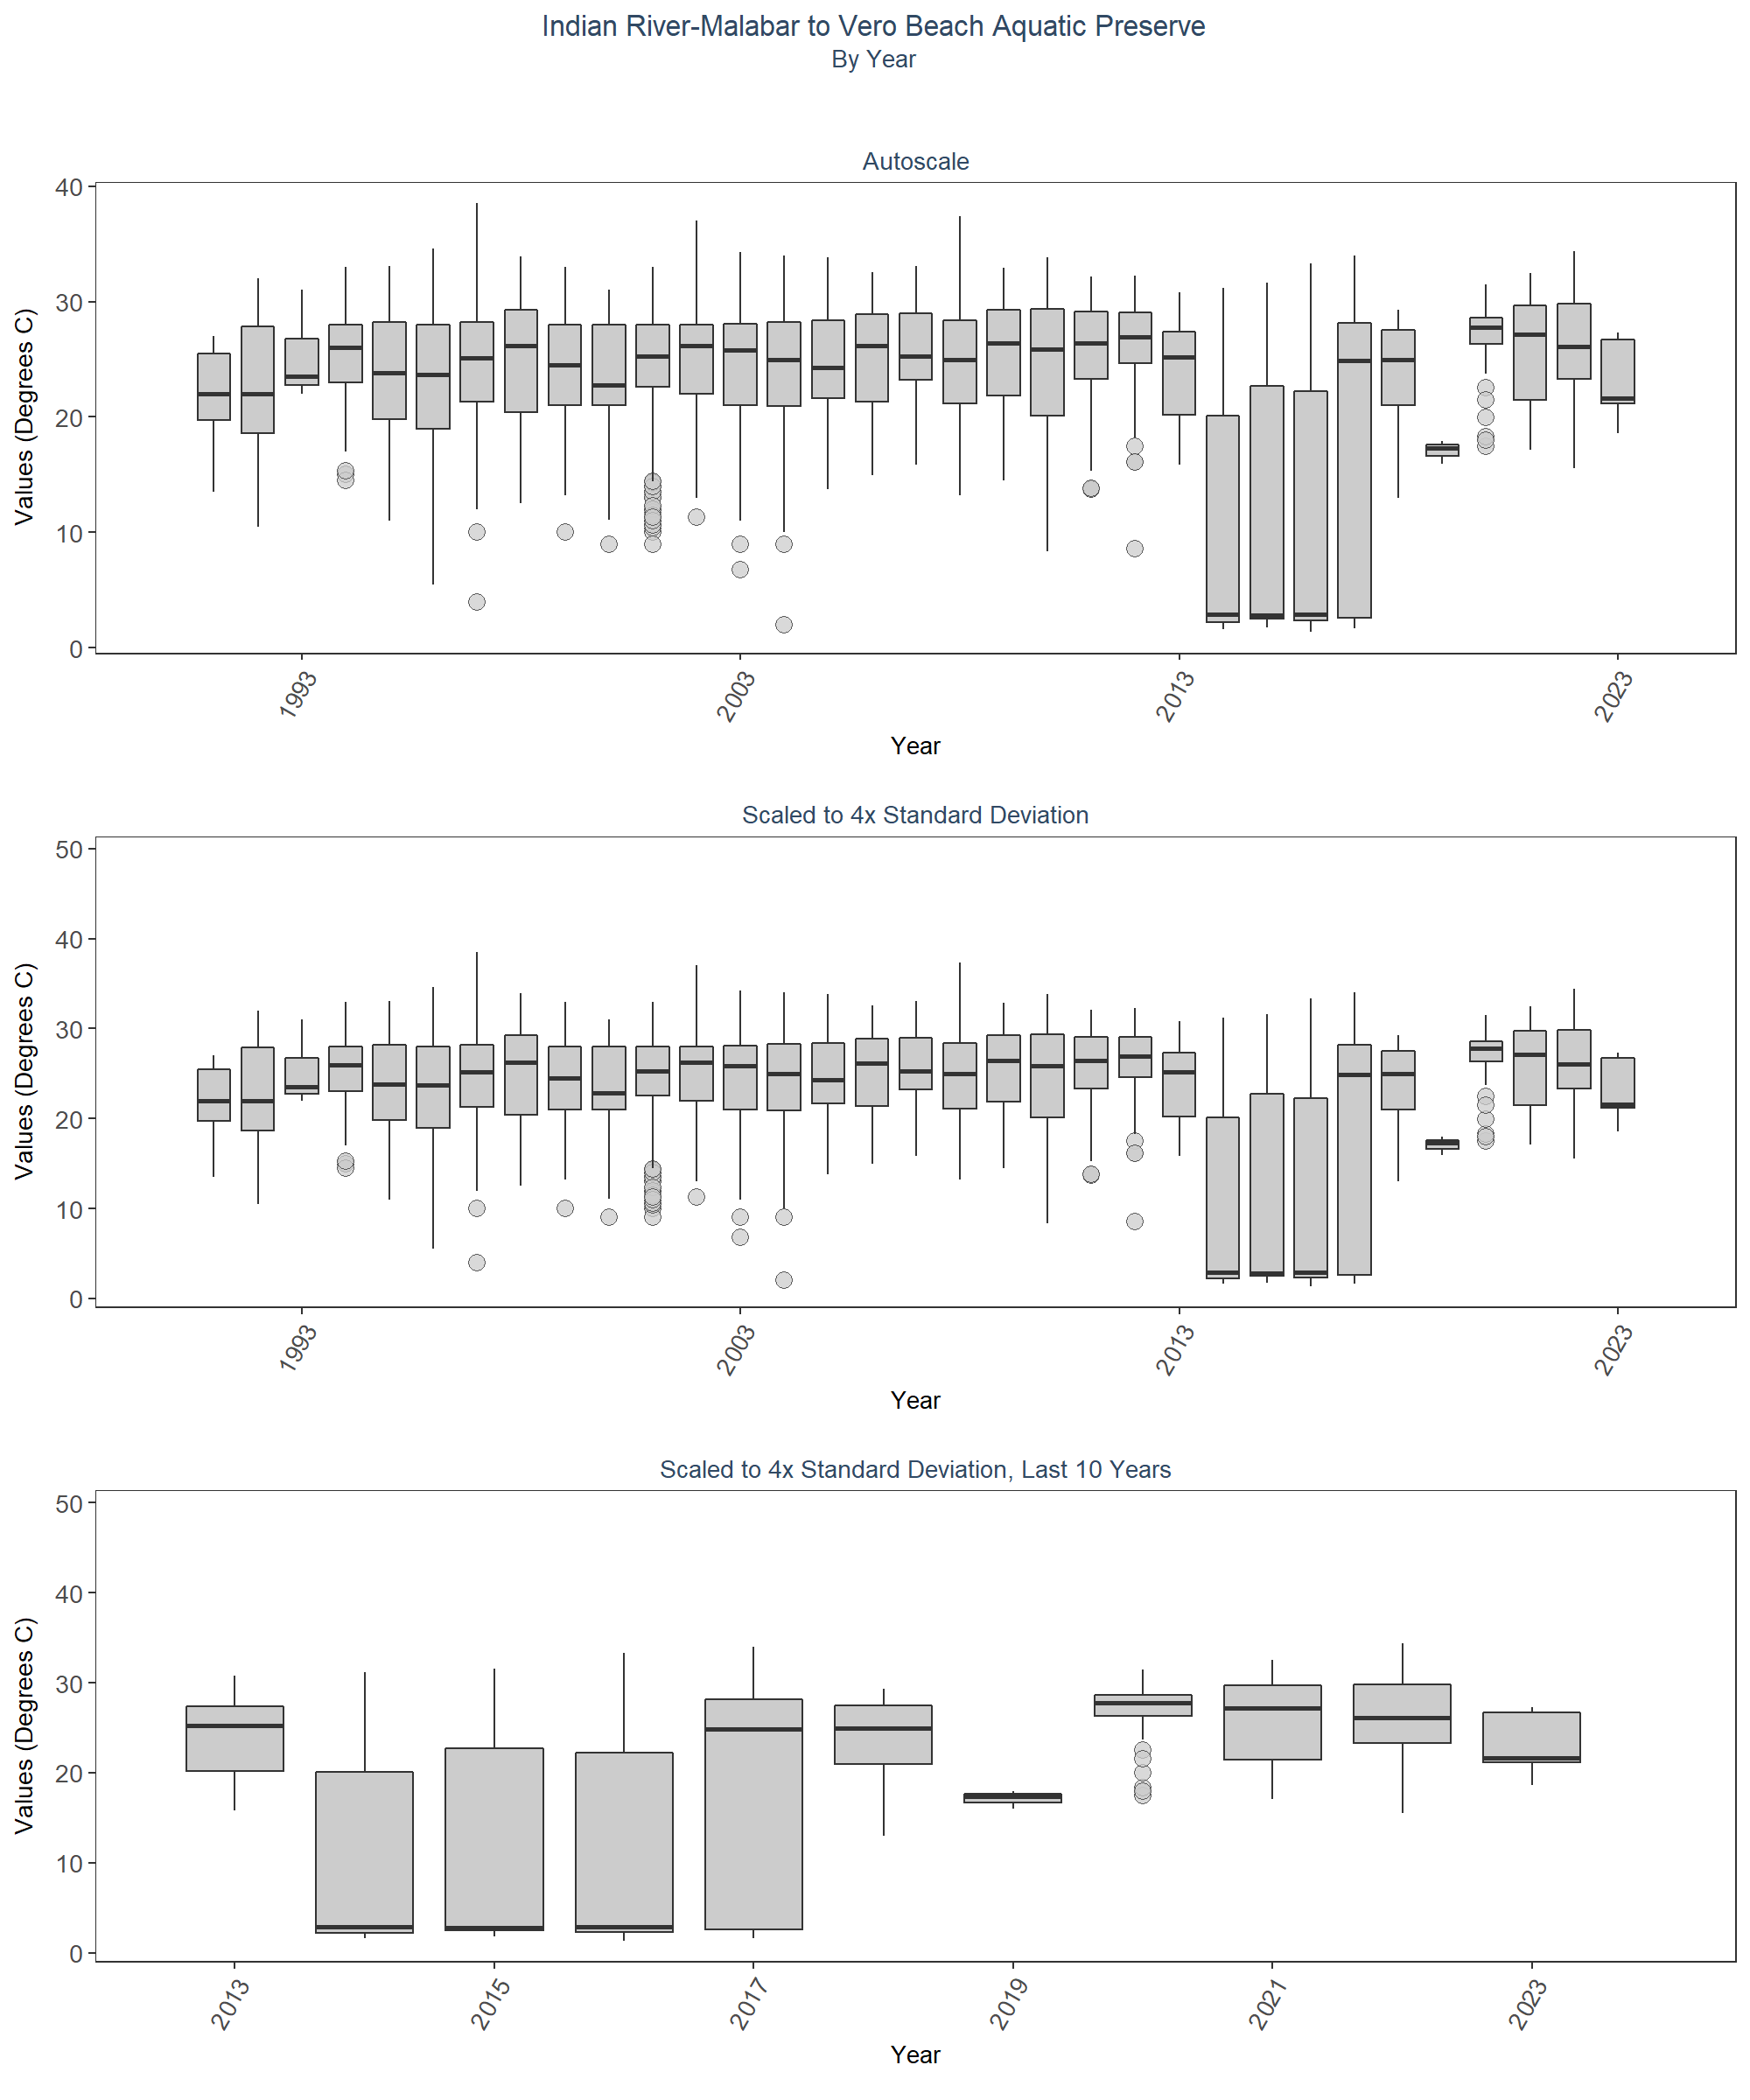 Indian River-Malabar to Vero Beach Aquatic Preserve
By Year
Autoscale
Values (Degrees C)
40
30
20
10
0
1993
2003
2013
2023
Year
Scaled to 4x Standard Deviation
Values (Degrees C)
50
40
30
20
10
0
1993
2003
2013
2023
Year
Scaled to 4x Standard Deviation, Last 10 Years
Values (Degrees C)
50
40
30
20
10
0
2013
2015
2017
2019
2021
2023
Year